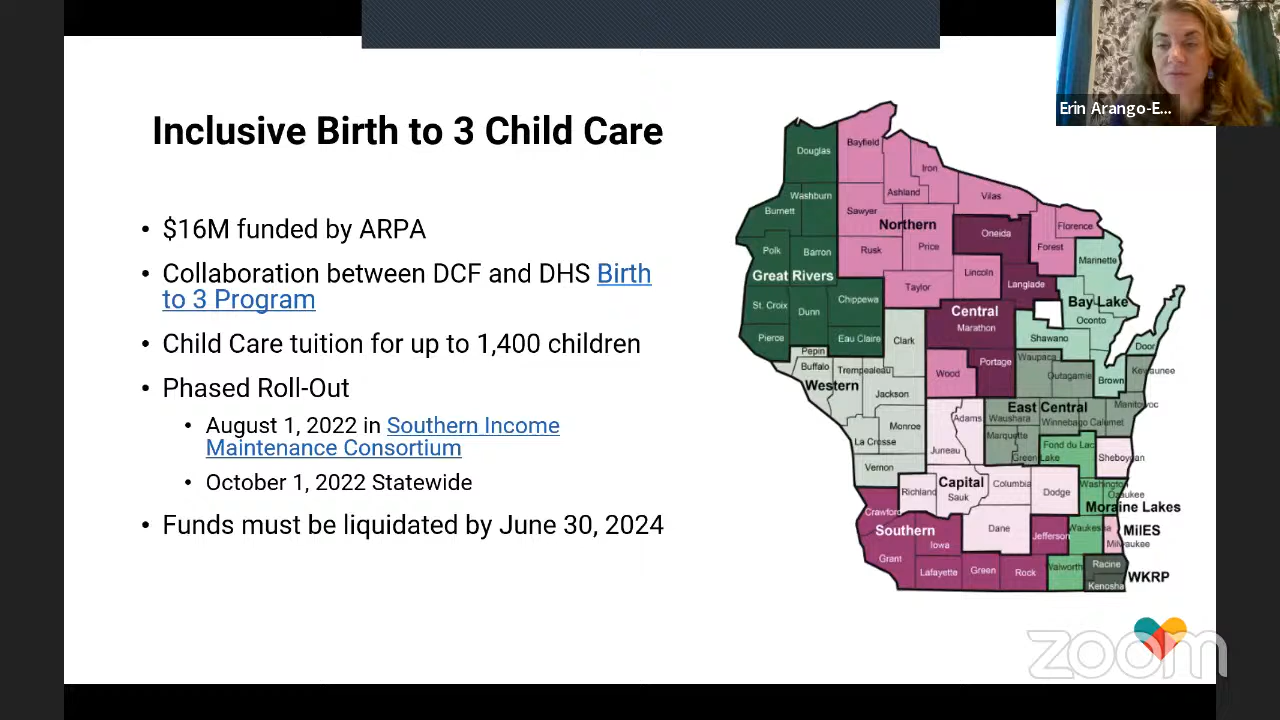 Erin Arango-E...
Inclusive Birth to 3 Child Care
• $16M funded by ARPA
• Collaboration between DCF and DHS Birth
to 3 Program
• Child Care tuition for up to 1,400 children
• Phased Roll-Out
• August 1, 2022 in Southern Income
Maintenance Consortium
• October 1, 2022 Statewide
• Funds must be liquidated by June 30, 2024
Douglas
Bayfield
Iron
Ashland
Vilas
Washburn
Burnett
Sawyer
Northern
Florence
Oneida
Forest
Polk
Barron
Rusk
Price
Marinette
Great Rivers
Lincoln
Langlade
Taylor
Bay Lake
St. Croix
Dunn
Chippewa
Central
Marathon
Oconto
Pierce
Eau Claire
Clark
Shawano
Door
Pepin
Buffalo
Trempealeau
Western
Wood
Portage
Waupaca
Outagamie
Brown
Kewaunee
Jackson
East Central
Manitowoc
Monroe
Adams
Waushara
Winnebago
Calumet
La Crosse
Juneau
Marquette
Green Lake
Fond du Lac
Sheboygan
Vernon
Richland
Capital
Sauk
Columbia
Dodge
Washington
Ozaukee
Moraine Lakes
Crawford
Southern
Iowa
Dane
Jefferson
Waukesha
MilES
Milwaukee
Grant
Lafayette
Green
Rock
Walworth
Racine
Kenosha
WKRP
zoom